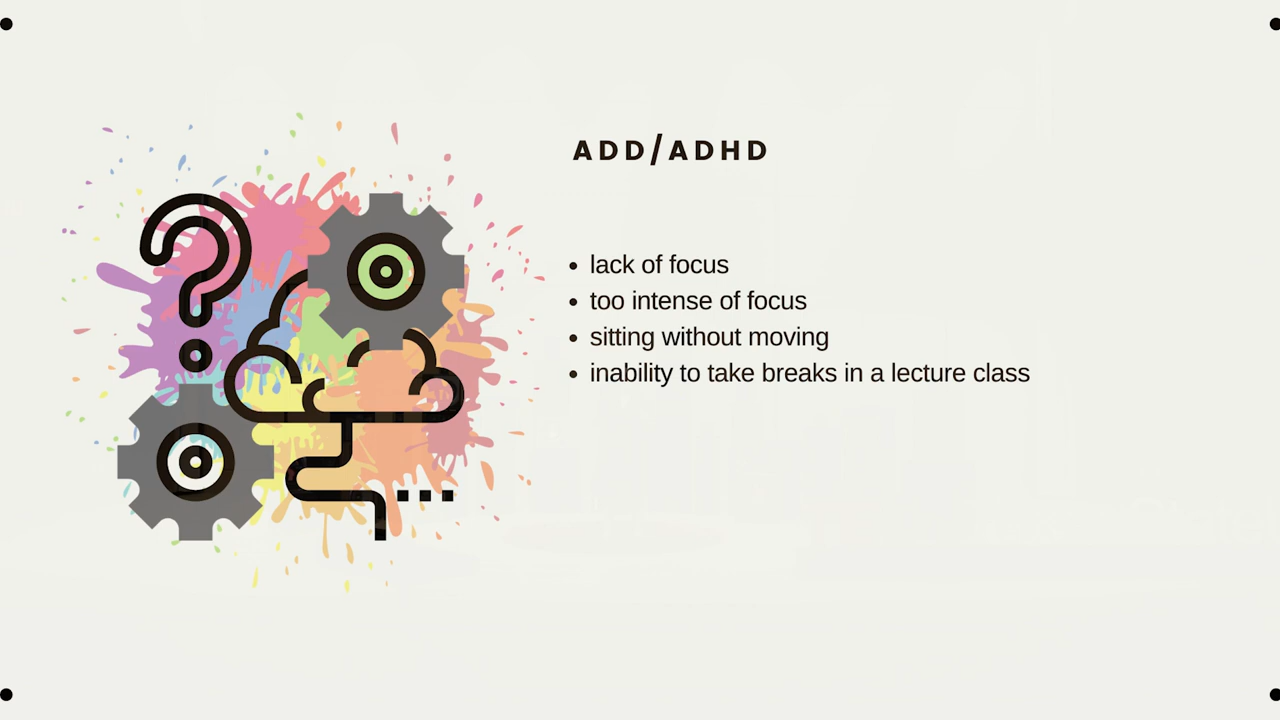 ADD/ADHD
• lack of focus
• too intense of focus
• sitting without moving
• inability to take breaks in a lecture class